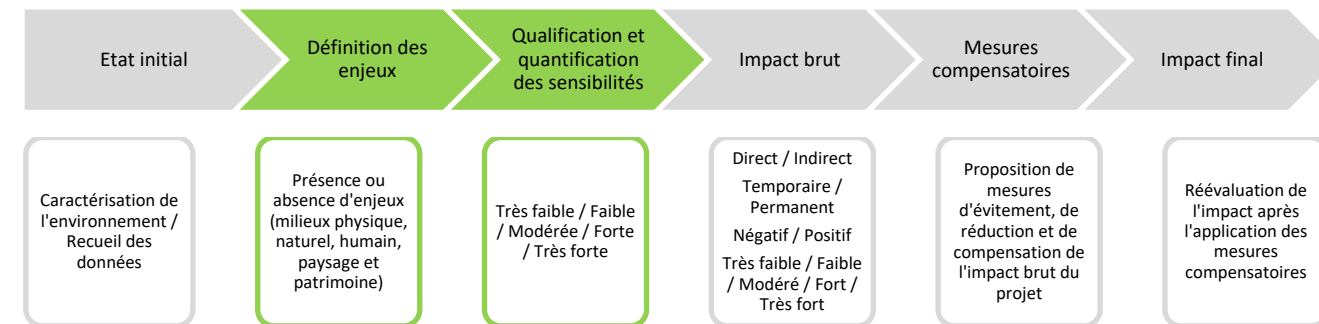 Etat initial
Définition des
enjeux
Qualification et
quantification
des sensibilités
Impact brut
Mesures
compensatoires
Impact final
Caractérisation de
l'environnement /
Recueil des
données
Présence ou
absence d'enjeux
(milieux physique,
naturel, humain,
paysage et
patrimoine)
Très faible / Faible
/ Modérée / Forte
/ Très forte
Direct / Indirect
Temporaire /
Permanent
Négatif / Positif
Très faible / Faible
/ Modéré / Fort /
Très fort
Proposition de
mesures
d'évitement, de
réduction et de
compensation de
l'impact brut du
projet
Réévaluation de
l'impact après
l'application des
mesures
compensatoires